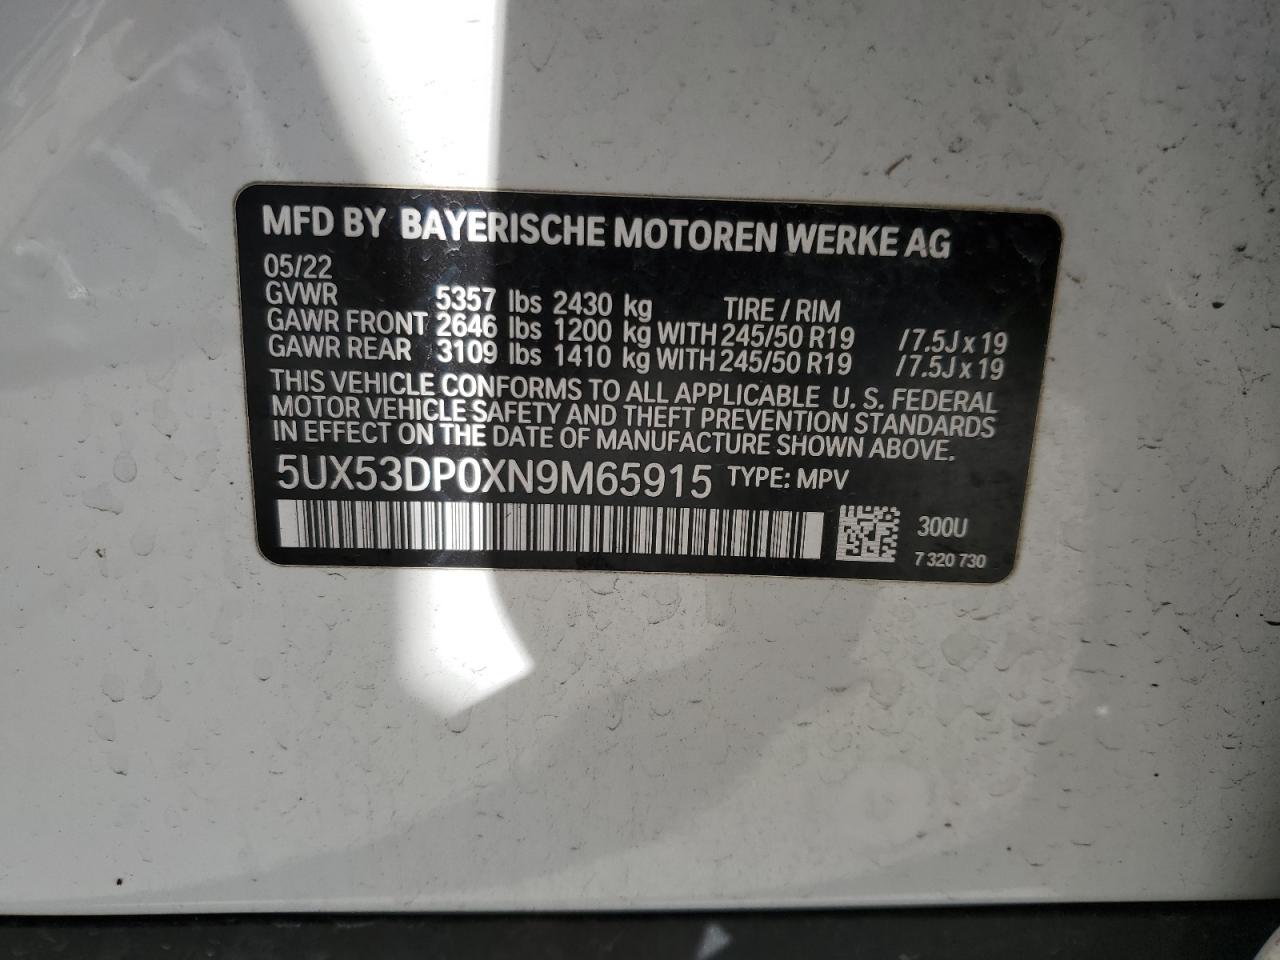 MFD BY BAYERISCHE MOTOREN WERKE AG
05/22
GVWR 5357 lbs 2430 kg TIRE / RIM
GAWR FRONT 2646 lbs 1200 kg WITH 245/50 R19 /7.5J x 19
GAWR REAR 3109 lbs 1410 kg WITH 245/50 R19 /7.5J x 19
THIS VEHICLE CONFORMS TO ALL APPLICABLE U. S. FEDERAL
MOTOR VEHICLE SAFETY AND THEFT PREVENTION STANDARDS
IN EFFECT ON THE DATE OF MANUFACTURE SHOWN ABOVE.
5UX53DP0XN9M65915 TYPE: MPV
300U
7 320 730